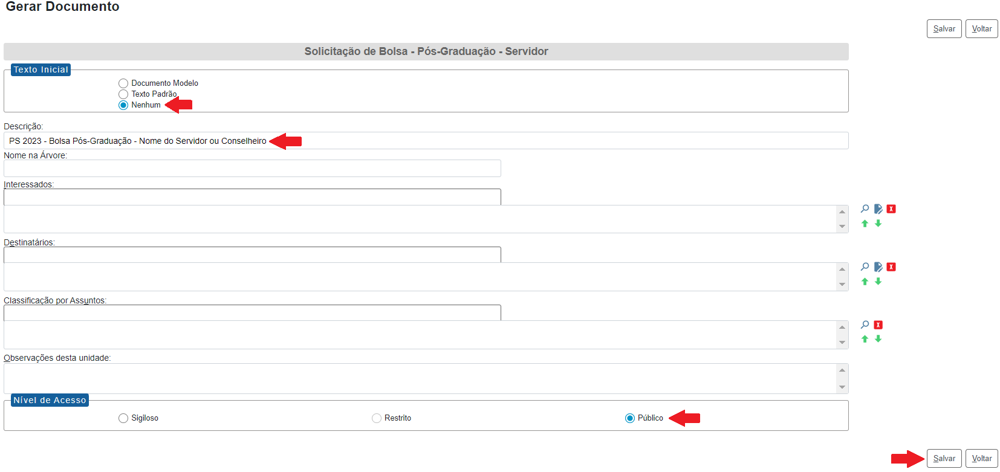 Gerar Documento
Salvar Voltar
Solicitação de Bolsa - Pós-Graduação - Servidor
Texto Inicial
Documento Modelo
Texto Padrão
Nenhum
Descrição:
PS 2023 - Bolsa Pós-Graduação - Nome do Servidor ou Conselheiro
Nome na Árvore:
Interessados:
Destinatários:
Classificação por Assuntos:
Observações desta unidade:
Nível de Acesso
Sigiloso Restrito Público
Salvar Voltar